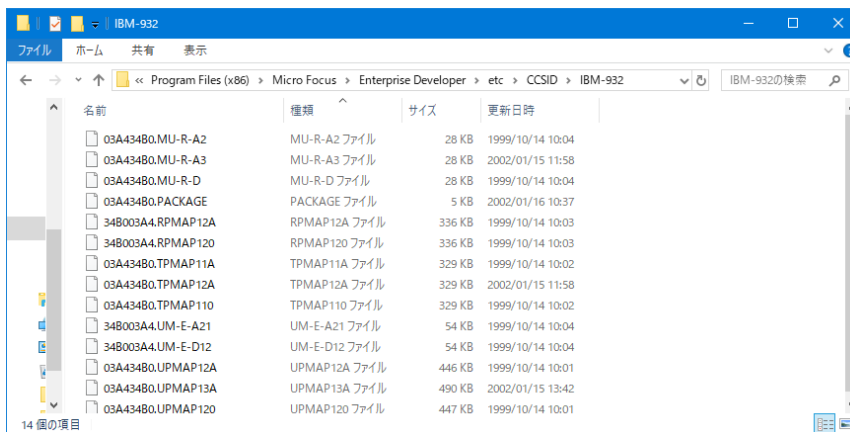 IBM-932
ファイル ホーム 共有 表示
« Program Files (x86) › Micro Focus › Enterprise Developer › etc › CCSID › IBM-932 IBM-932の検索
名前 種類 サイズ 更新日時
03A434B0.MU-R-A2 MU-R-A2 ファイル 28 KB 1999/10/14 10:04
03A434B0.MU-R-A3 MU-R-A3 ファイル 28 KB 2002/01/15 11:58
03A434B0.MU-R-D MU-R-D ファイル 28 KB 1999/10/14 10:04
03A434B0.PACKAGE PACKAGE ファイル 5 KB 2002/01/16 10:37
34B003A4.RPMAP12A RPMAP12A ファイル 336 KB 1999/10/14 10:03
34B003A4.RPMAP120 RPMAP120 ファイル 336 KB 1999/10/14 10:03
03A434B0.TPMAP11A TPMAP11A ファイル 329 KB 1999/10/14 10:02
03A434B0.TPMAP12A TPMAP12A ファイル 329 KB 2002/01/15 11:58
03A434B0.TPMAP110 TPMAP110 ファイル 329 KB 1999/10/14 10:02
34B003A4.UM-E-A21 UM-E-A21 ファイル 54 KB 1999/10/14 10:04
34B003A4.UM-E-D12 UM-E-D12 ファイル 54 KB 1999/10/14 10:04
03A434B0.UPMAP12A UPMAP12A ファイル 446 KB 1999/10/14 10:01
03A434B0.UPMAP13A UPMAP13A ファイル 490 KB 2002/01/15 13:42
03A434B0.UPMAP120 UPMAP120 ファイル 447 KB 1999/10/14 10:01
14 個の項目